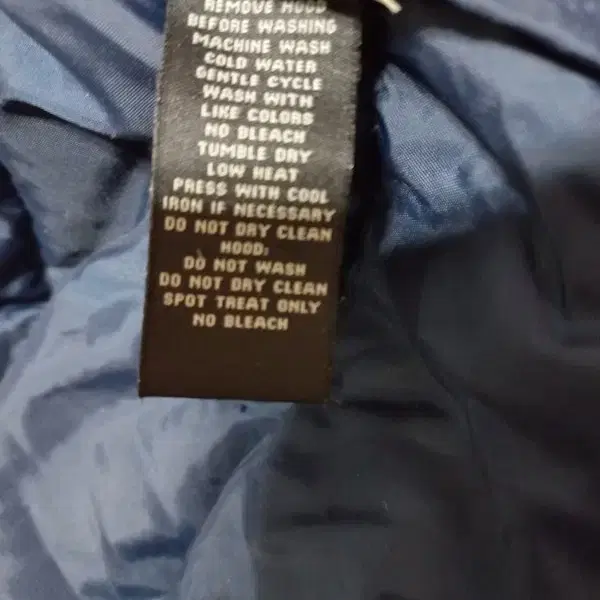 REMOVE HOOD
BEFORE WASHING
MACHINE WASH
COLD WATER
GENTLE CYCLE
WASH WITH
LIKE COLORS
NO BLEACH
TUMBLE DRY
LOW HEAT
PRESS WITH COOL
IRON IF NECESSARY
DO NOT DRY CLEAN
HOOD:
DO NOT WASH
DO NOT DRY CLEAN
SPOT TREAT ONLY
NO BLEACH